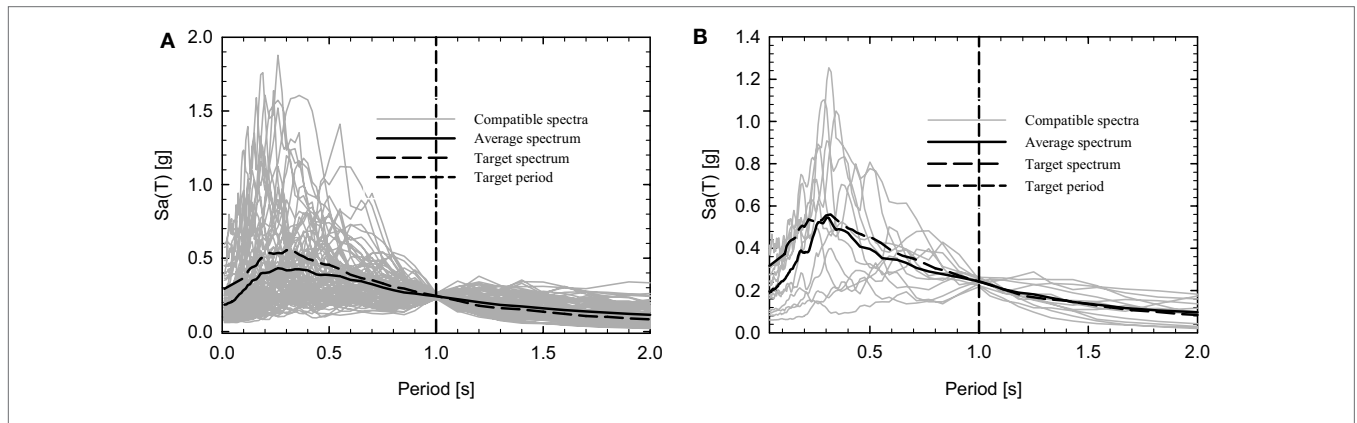 A
2.0
1.5
1.0
0.5
0.0
Sa(T) [g]
Compatible spectra
Average spectrum
Target spectrum
Target period
0.0 0.5 1.0 1.5 2.0
Period [s]
B
1.4
1.2
1.0
0.8
0.6
0.4
0.2
0.0
Sa(T) [g]
Compatible spectra
Average spectrum
Target spectrum
Target period
0.5 1.0 1.5 2.0
Period [s]